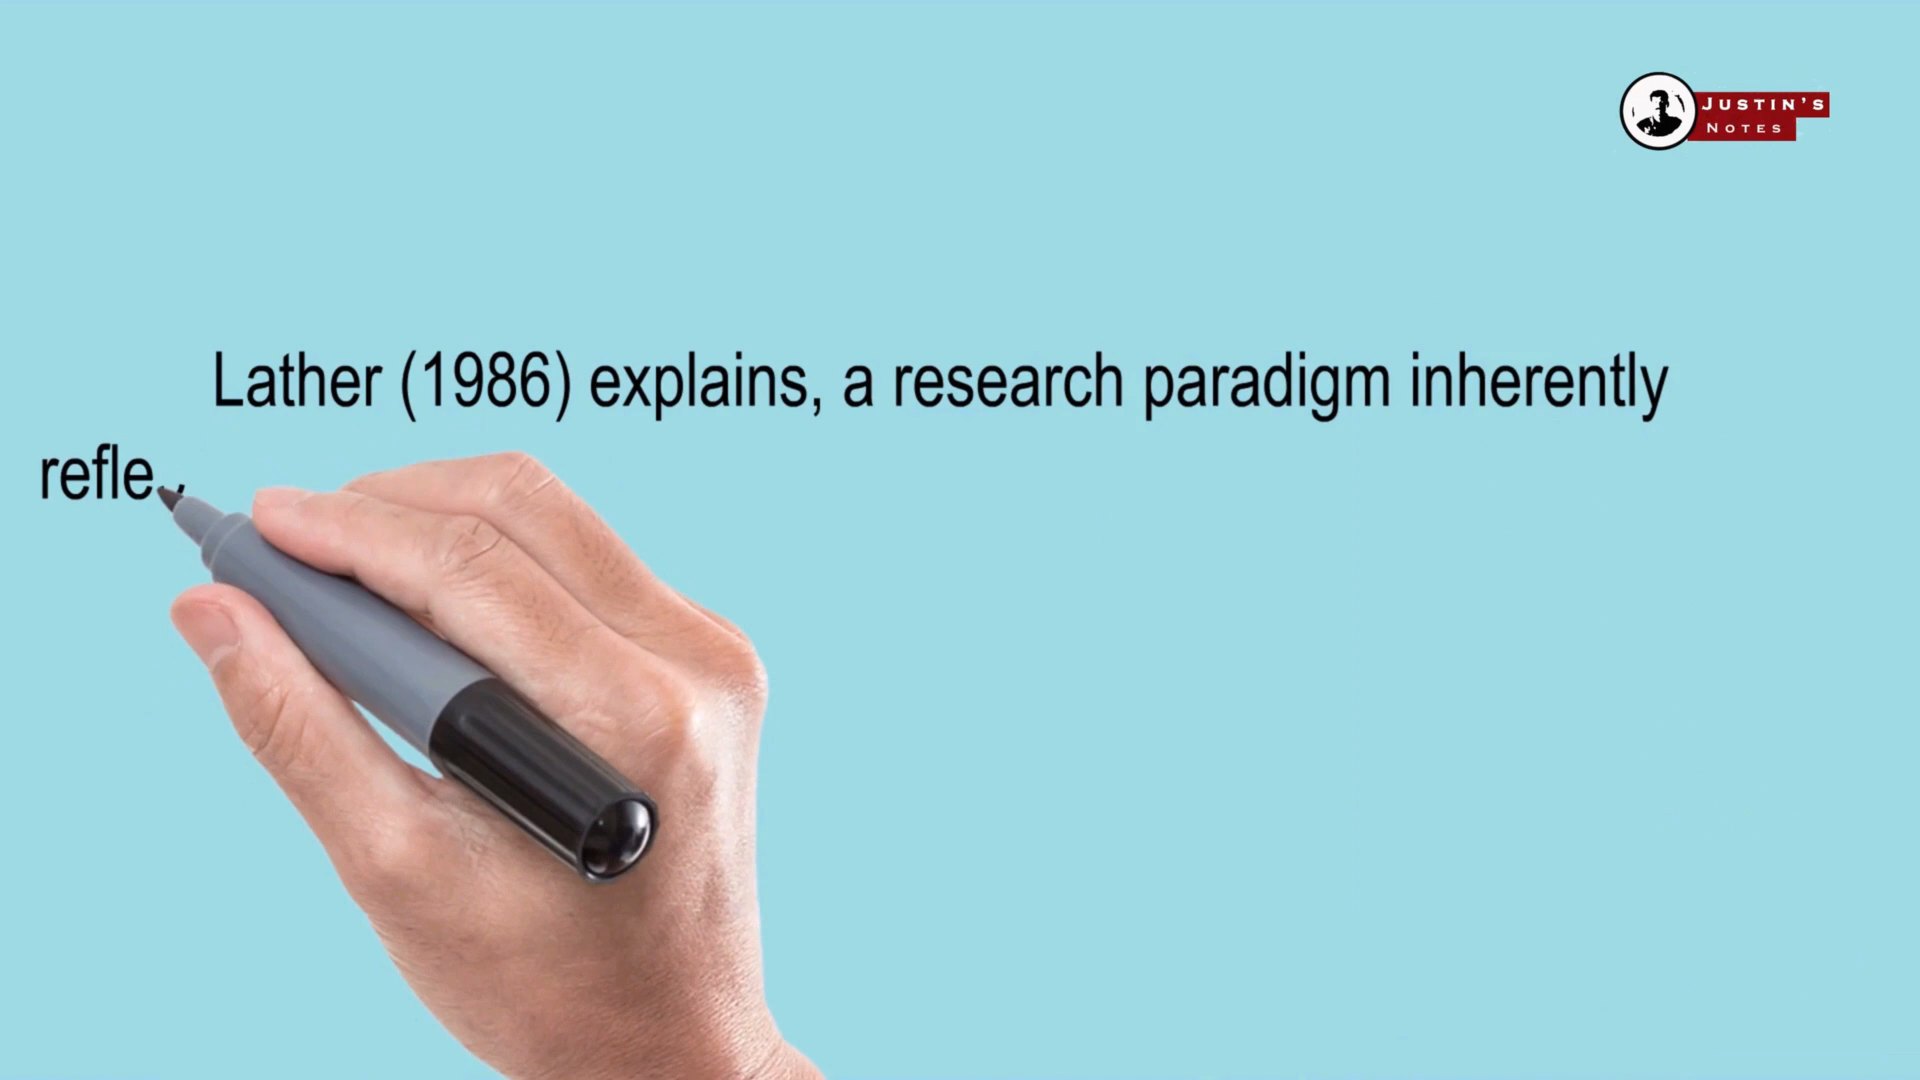 JUSTIN'S
NOTES
Lather (1986) explains, a research paradigm inherently
refle